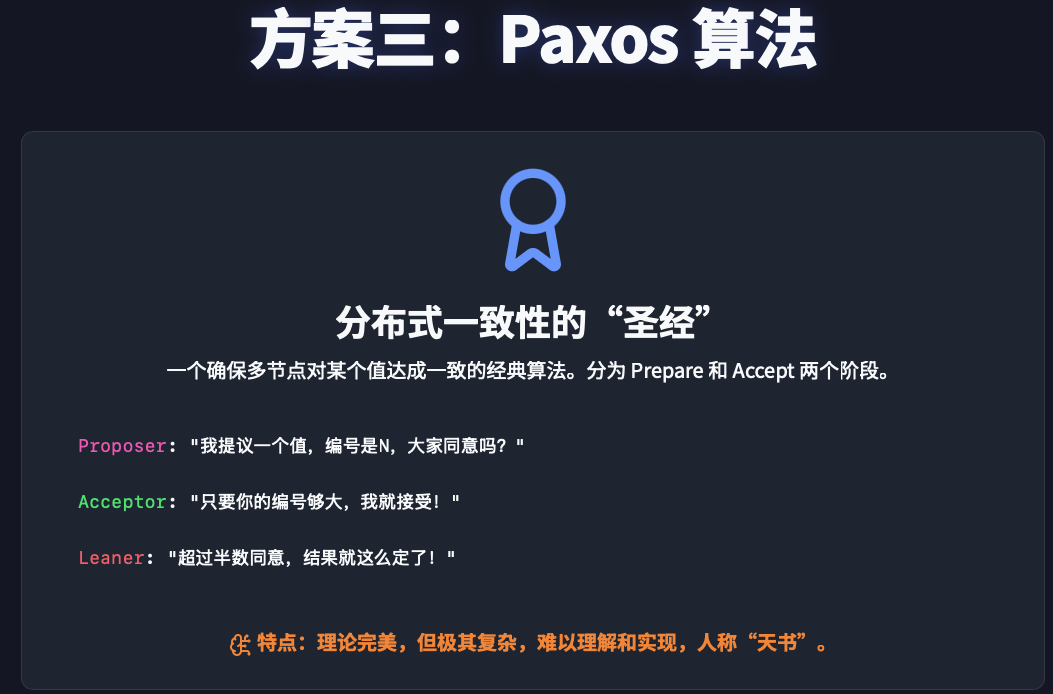 方案三：Paxos 算法
分布式一致性的“圣经”
一个确保多节点对某个值达成一致的经典算法。分为 Prepare 和 Accept 两个阶段。
Proposer: "我提议一个值，编号是N，大家同意吗？"
Acceptor: "只要你的编号够大，我就接受！"
Leaner: "超过半数同意，结果就这么定了！"
特点：理论完美，但极其复杂，难以理解和实现，人称“天书”。